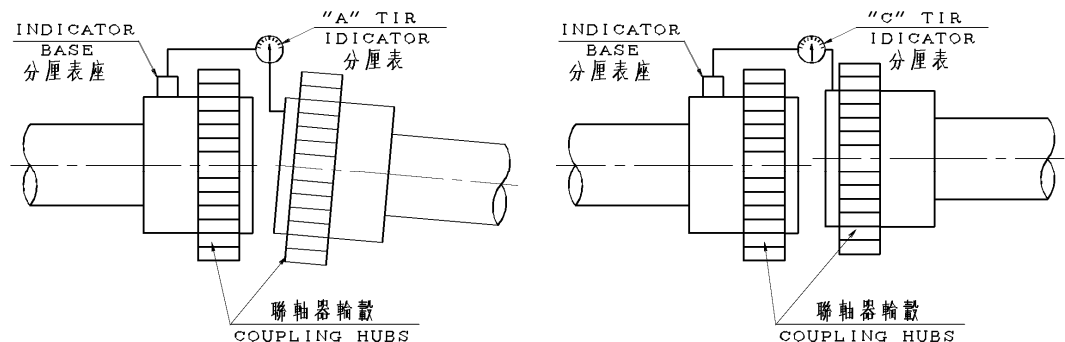 INDICATOR
BASE
分厘表座
"A" TIR
IDICATOR
分厘表
聯軸器輪轂
COUPLING HUBS
INDICATOR
BASE
分厘表座
"C" TIR
IDICATOR
分厘表
聯軸器輪轂
COUPLING HUBS